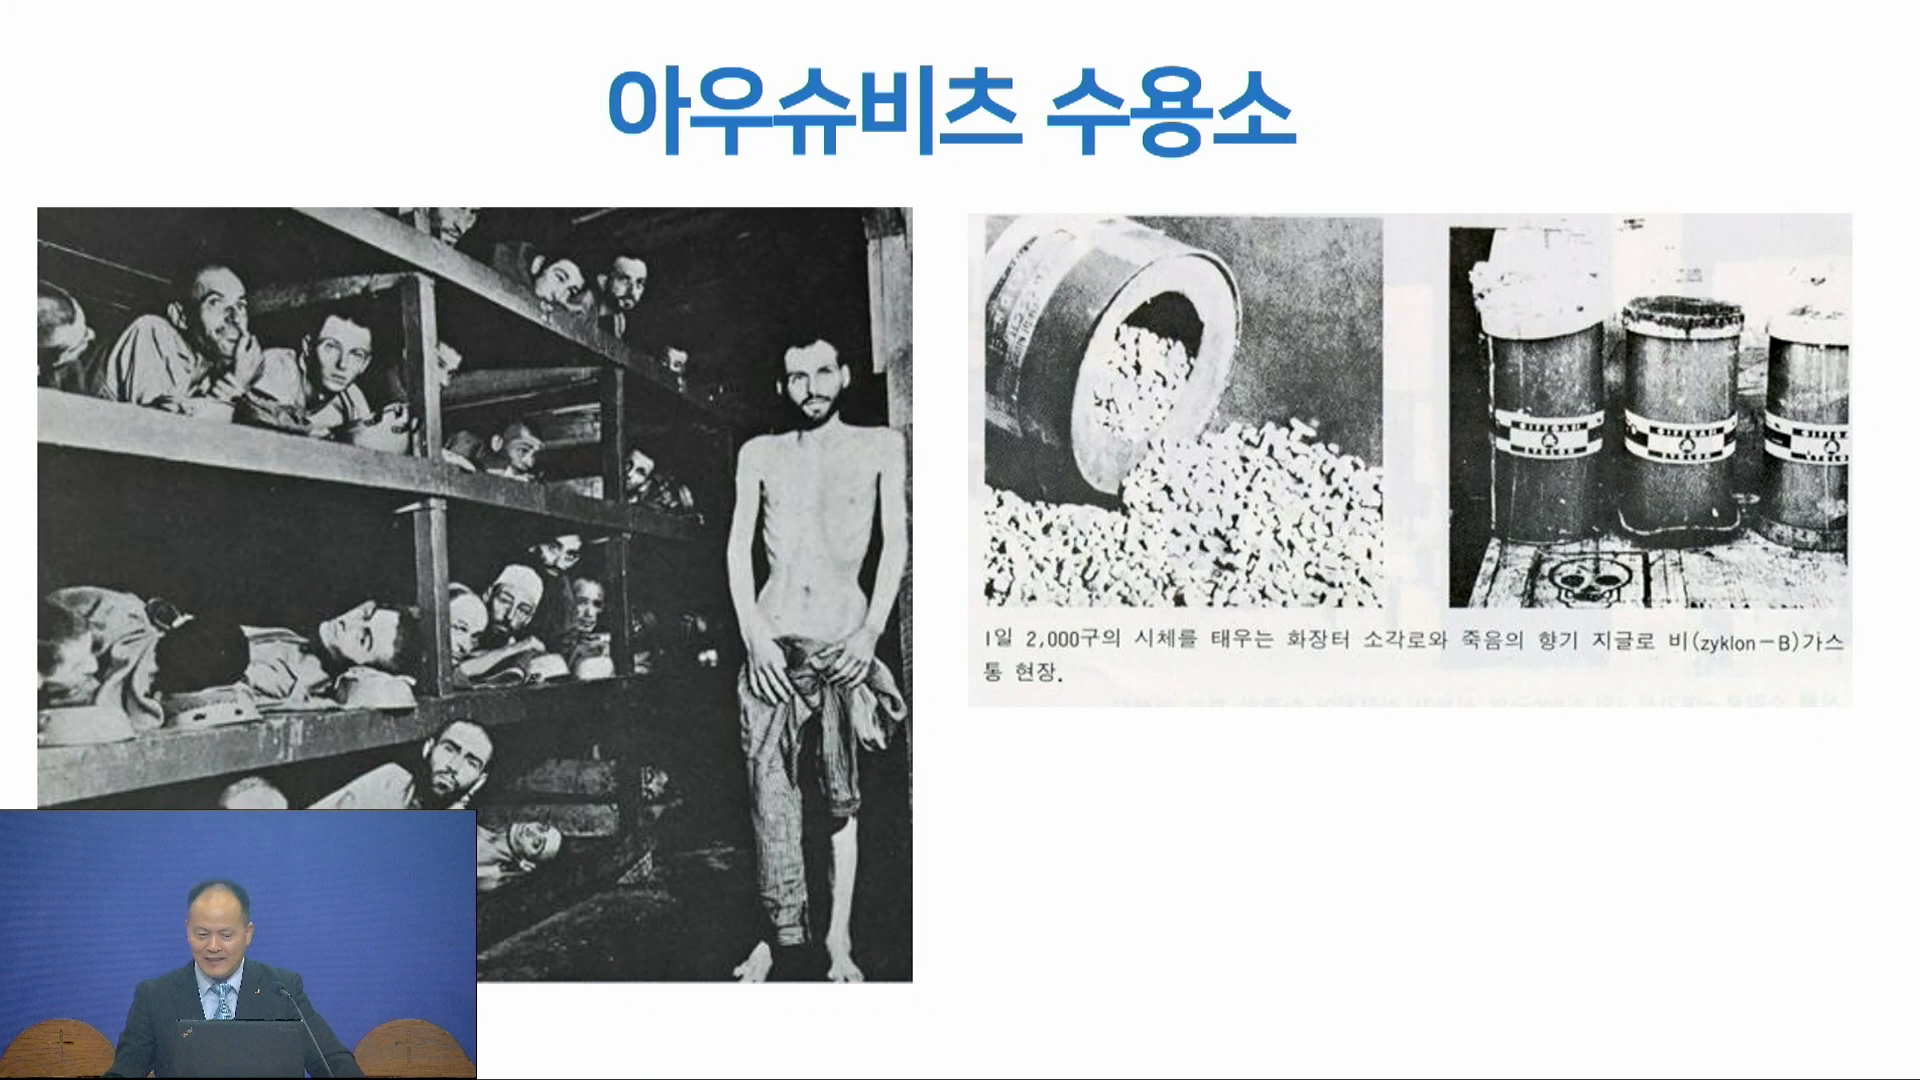 아우슈비츠 수용소
1일 2,000구의 시체를 태우는 화장터 소각로와 죽음의 향기 지글로 비(zyklon-B)가스
통 현장.